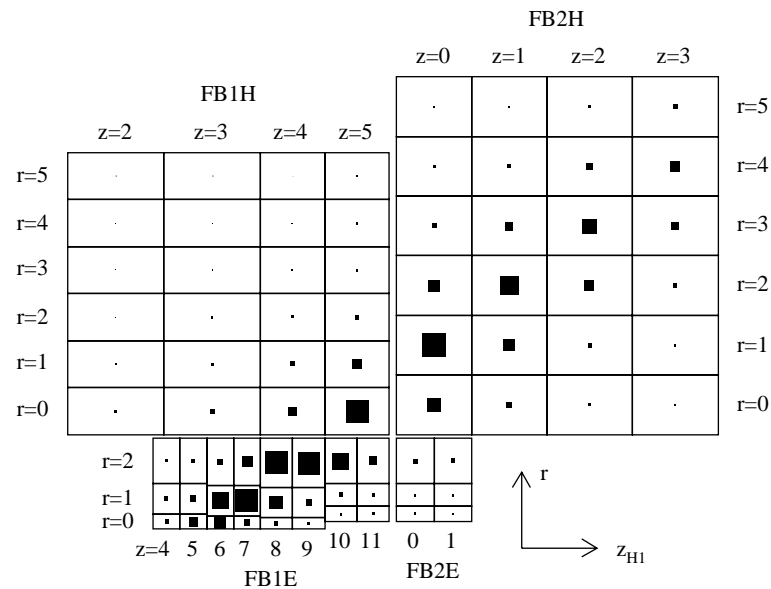 FB2H
z=0 z=1 z=2 z=3
FB1H
z=2 z=3 z=4 z=5
r=5
r=4
r=3
r=2
r=1
r=0
r=5
r=4
r=3
r=2
r=1
r=0
r=2
r=1
r=0
z=4 5 6 7 8 9 10 11
FB1E
0 1
FB2E
r
z_H1